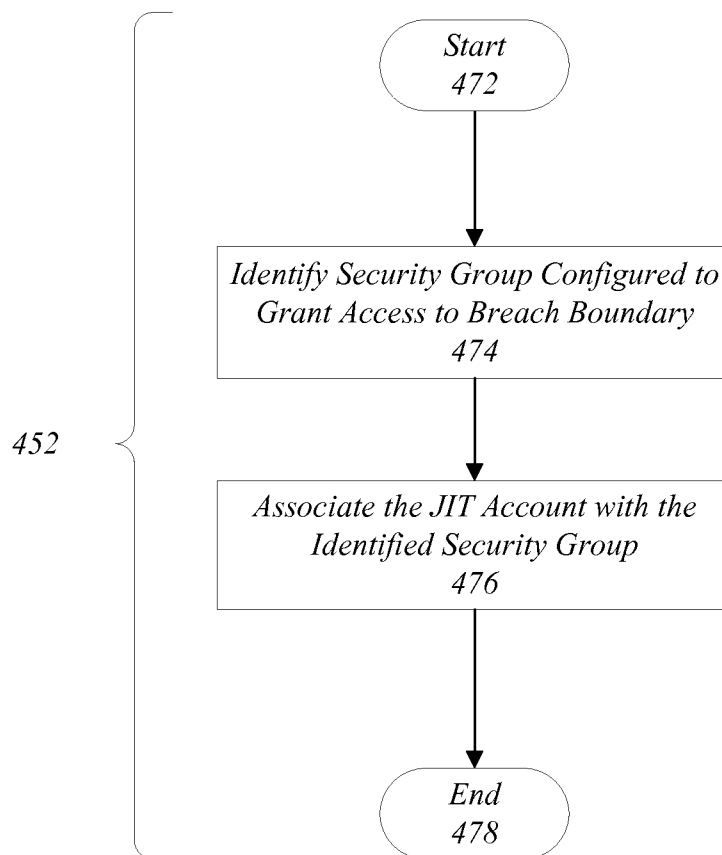 Start
472
Identify Security Group Configured to
Grant Access to Breach Boundary
474
452
Associate the JIT Account with the
Identified Security Group
476
End
478